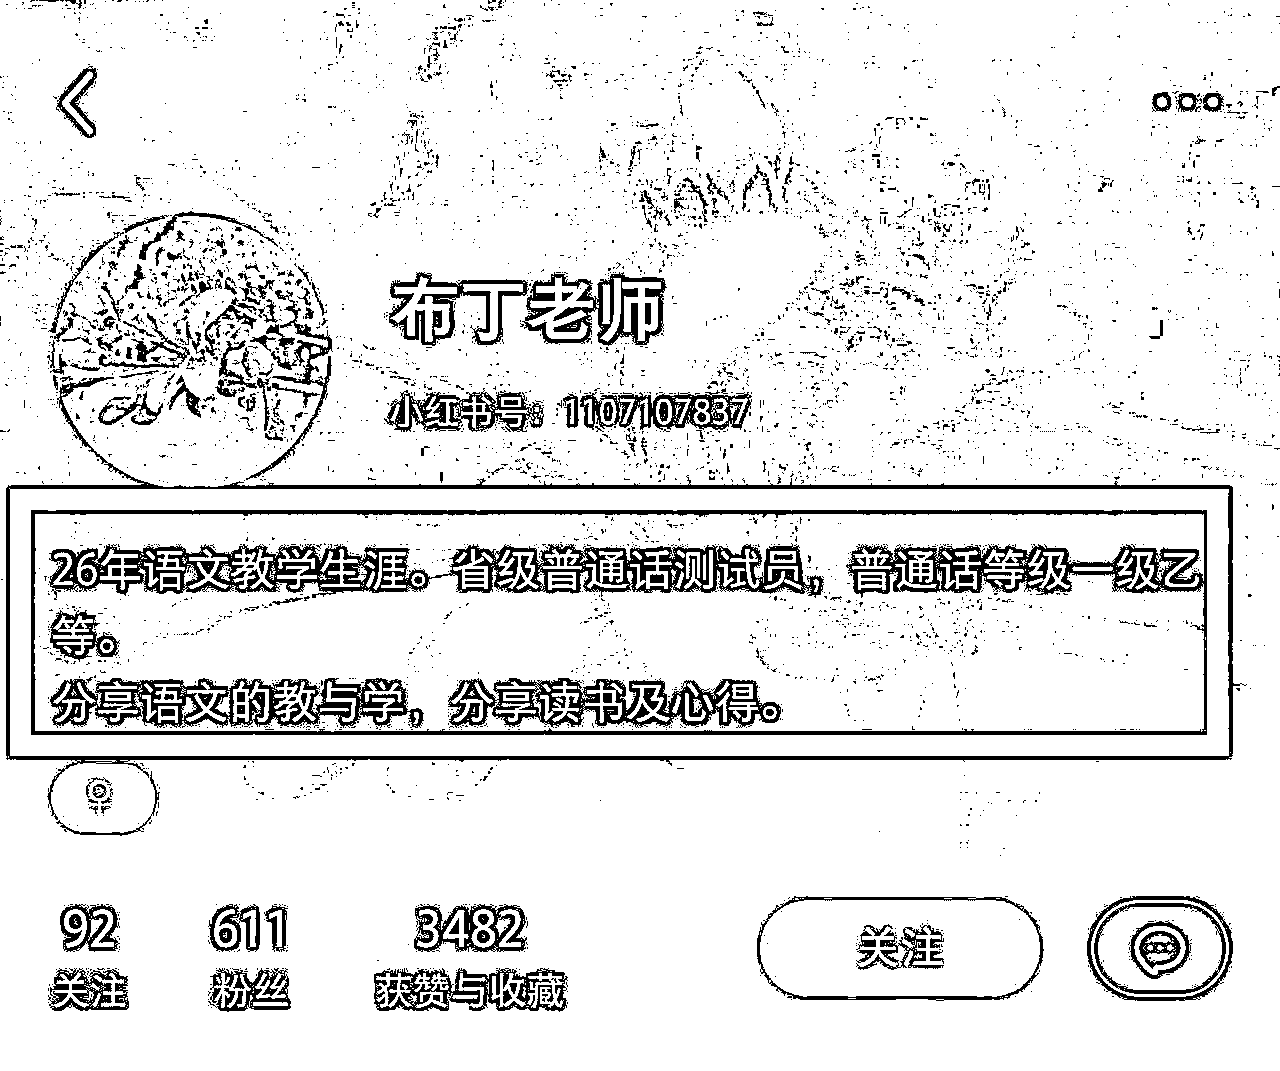 布丁老师
小红书号：1107107837
26年语文教学生涯。省级普通话测试员，普通话等级一级乙
等。
分享语文的教与学，分享读书及心得。
92 611 3482
关注 粉丝 获赞与收藏 关注